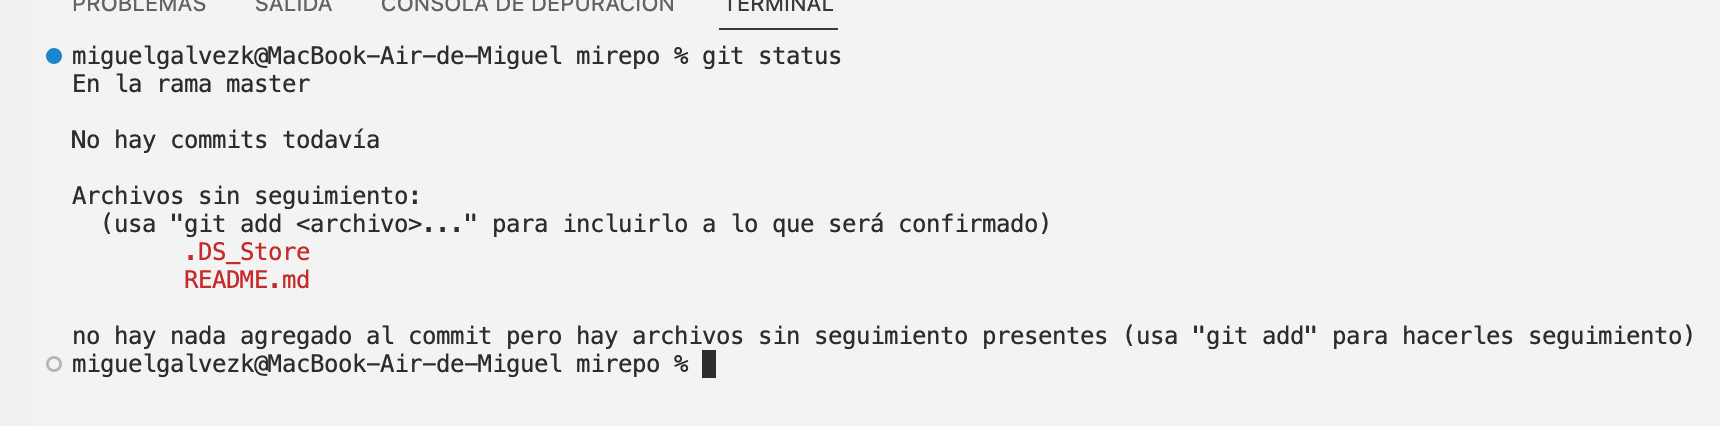 PROBLEMAS SALIDA CONSOLA DE DEPURACIÓN TERMINAL
miguelgalvezk@MacBook-Air-de-Miguel mirepo % git status
En la rama master
No hay commits todavía
Archivos sin seguimiento:
(usa "git add <archivo>..." para incluirlo a lo que será confirmado)
.DS_Store
README.md
no hay nada agregado al commit pero hay archivos sin seguimiento presentes (usa "git add" para hacerles seguimiento)
miguelgalvezk@MacBook-Air-de-Miguel mirepo %